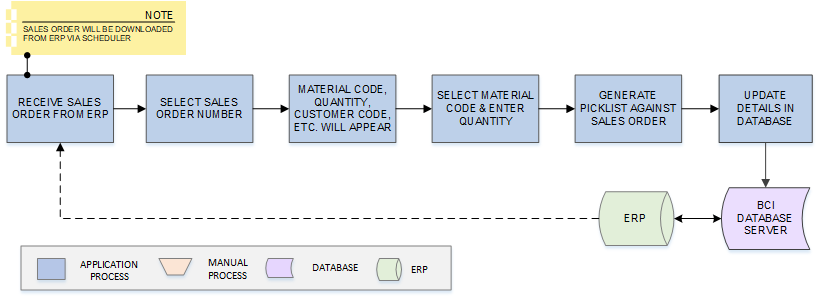 NOTE
SALES ORDER WILL BE DOWNLOADED
FROM ERP VIA SCHEDULER
RECEIVE SALES
ORDER FROM ERP
SELECT SALES
ORDER NUMBER
MATERIAL CODE,
QUANTITY,
CUSTOMER CODE,
ETC. WILL APPEAR
SELECT MATERIAL
CODE & ENTER
QUANTITY
GENERATE
PICKLIST AGAINST
SALES ORDER
UPDATE
DETAILS IN
DATABASE
ERP
BCI
DATABASE
SERVER
APPLICATION
PROCESS
MANUAL
PROCESS
DATABASE
ERP